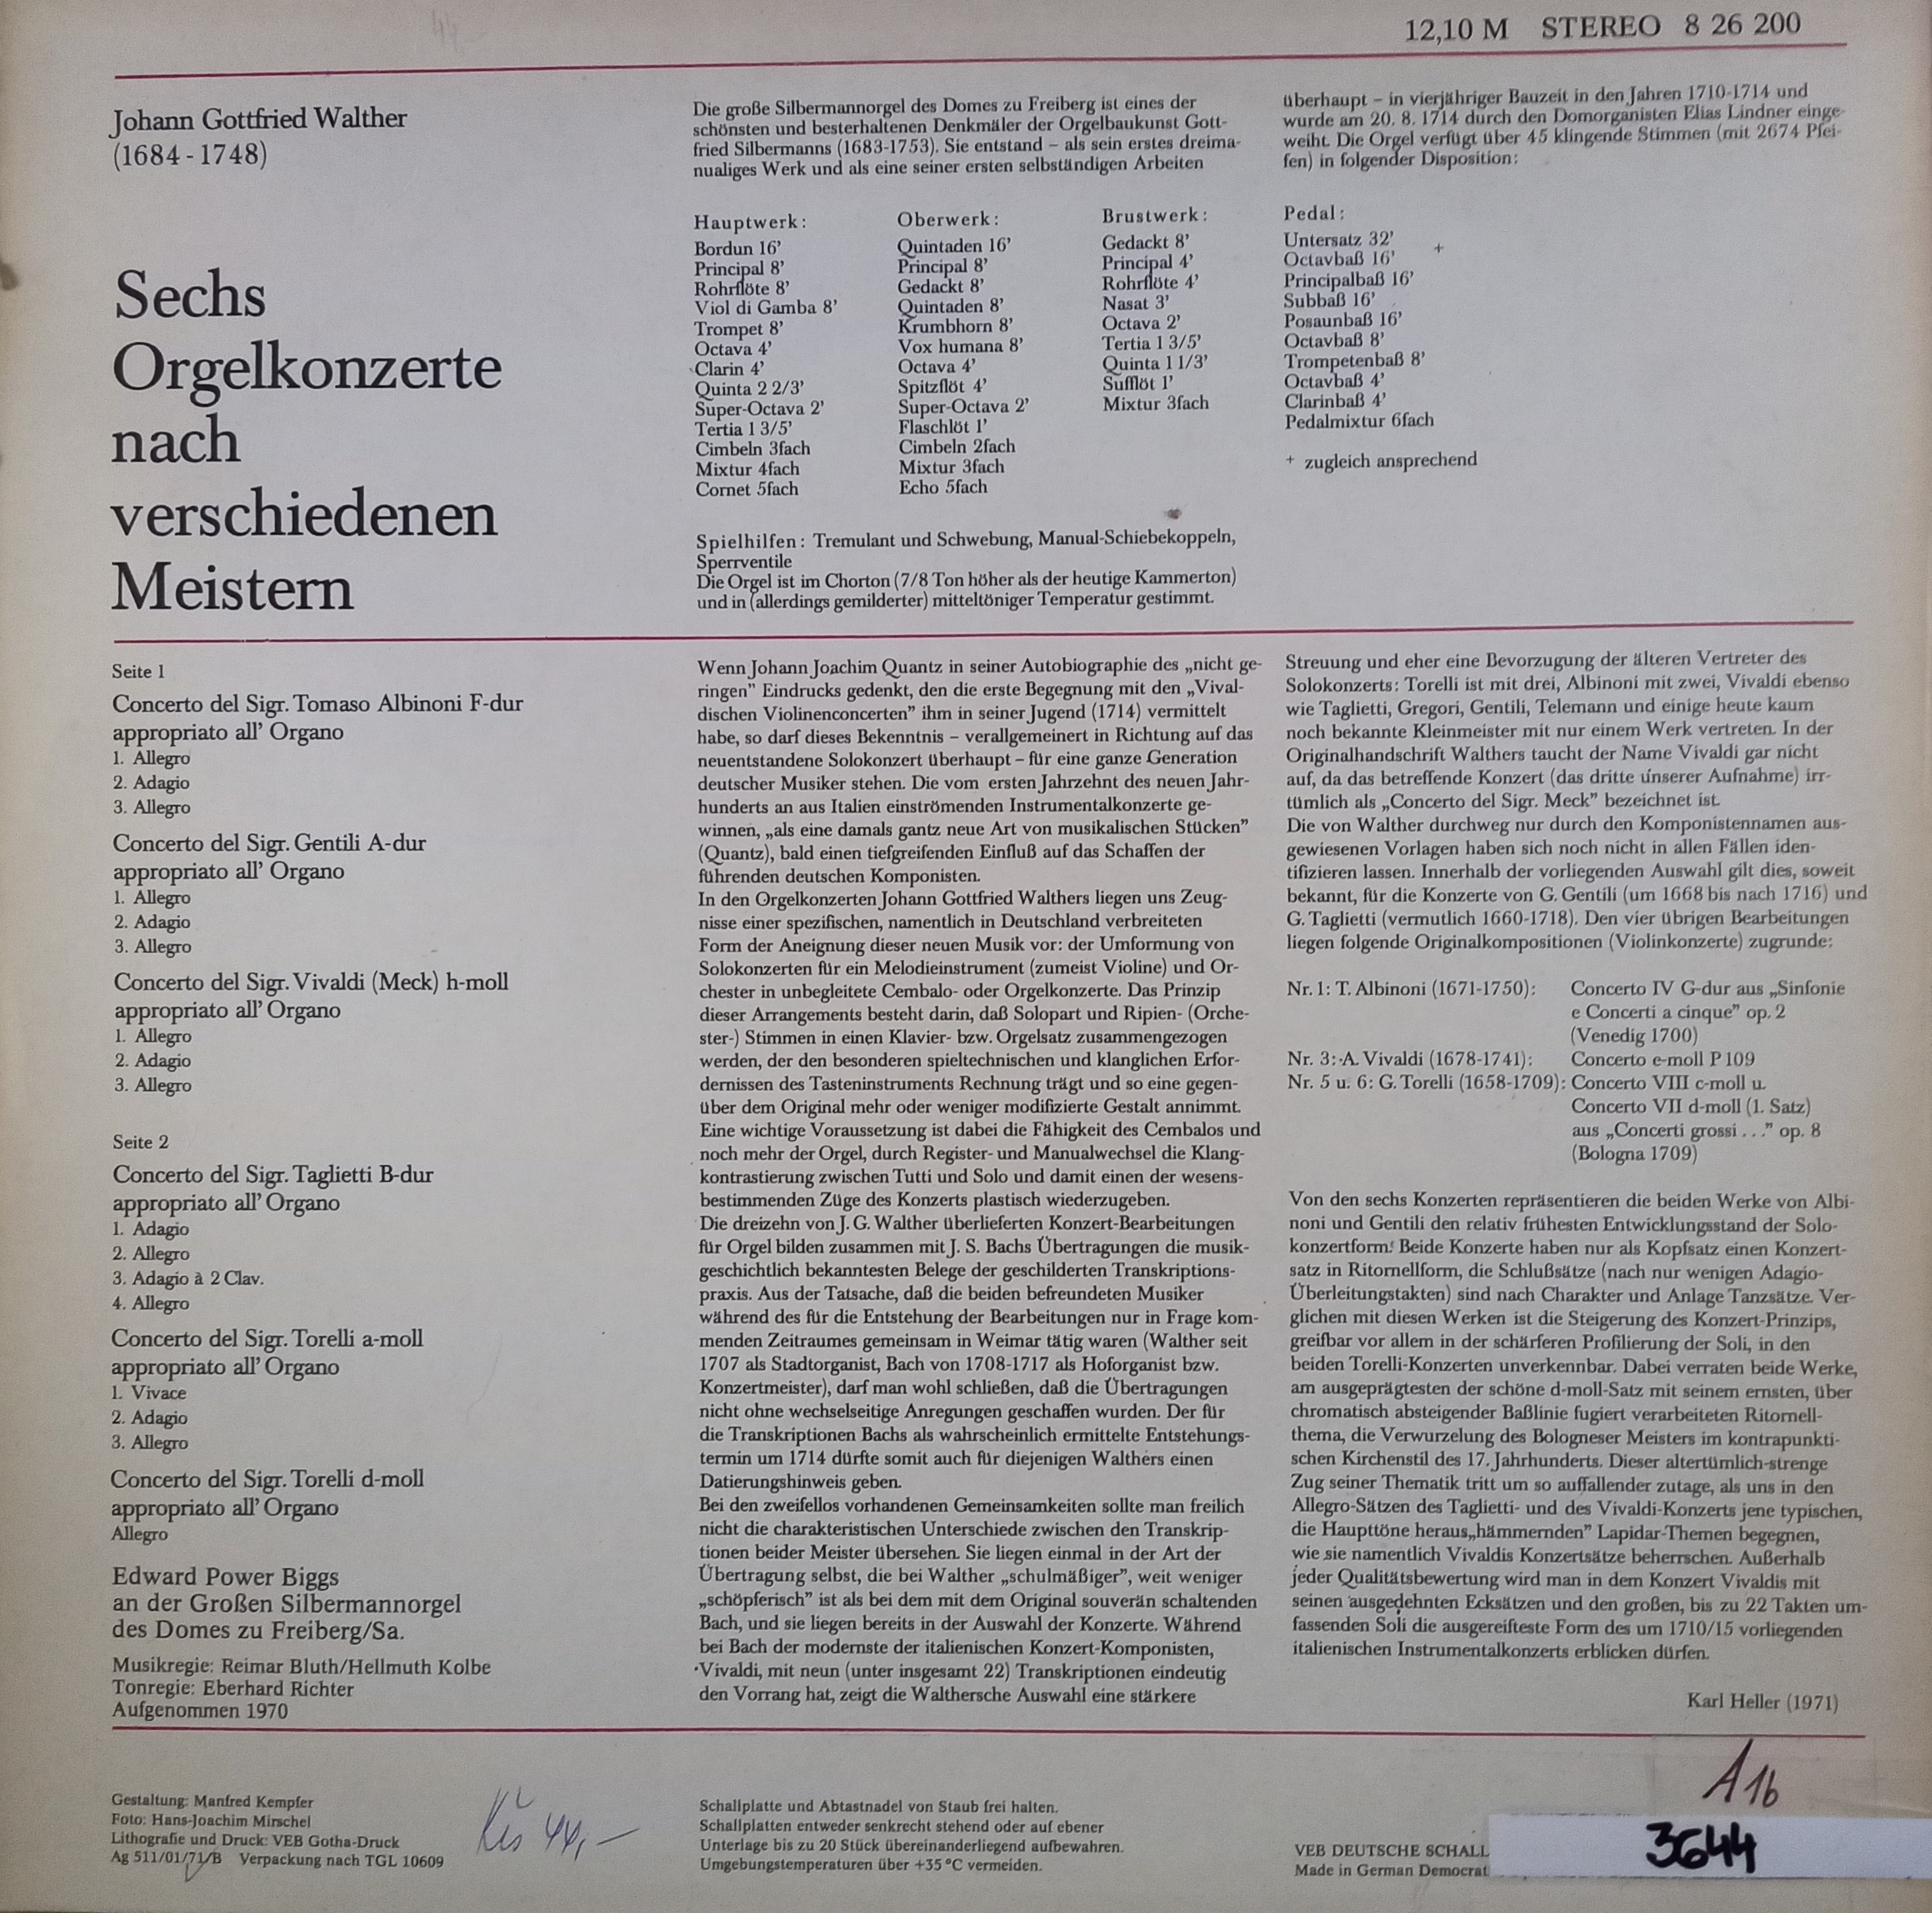 12,10 M STEREO 8 26 200
Johann Gottfried Walther
(1684 - 1748)
Sechs
Orgelkonzerte
nach
verschiedenen
Meistern
Die große Silbermannorgel des Domes zu Freiberg ist eines der
schönsten und besterhaltenen Denkmäler der Orgelbaukunst Gott-
fried Silbermanns (1683-1753). Sie entstand – als sein erstes dreima-
nualiges Werk und als eine seiner ersten selbständigen Arbeiten
überhaupt – in vierjähriger Bauzeit in den Jahren 1710-1714 und
wurde am 20. 8. 1714 durch den Domorganisten Elias Lindner einge-
weiht. Die Orgel verfügt über 45 klingende Stimmen (mit 2674 Pfei-
fen) in folgender Disposition:
Hauptwerk:
Bordun 16’
Principal 8’
Rohrflöte 8’
Viol di Gamba 8’
Trompet 8’
Octava 4’
Clarin 4’
Quinta 2 2/3’
Super-Octava 2’
Tertia 1 3/5’
Cimbeln 3fach
Mixtur 4fach
Cornet 5fach
Oberwerk:
Quintaden 16’
Principal 8’
Gedackt 8’
Quintaden 8’
Krumbhorn 8’
Vox humana 8’
Octava 4’
Spitzflöt 4’
Super-Octava 2’
Flaschlöt 1’
Cimbeln 2fach
Mixtur 3fach
Echo 5fach
Brustwerk:
Gedackt 8’
Principal 4’
Rohrflöte 4’
Nasat 3’
Octava 2’
Tertia 1 3/5’
Quinta 1 1/3’
Sufflöt 1’
Mixtur 3fach
Pedal:
Untersatz 32’ +
Octavbaß 16’
Principalbaß 16’
Subbaß 16’
Posaunbaß 16’
Octavbaß 8’
Trompetenbaß 8’
Octavbaß 4’
Clarinbaß 4’
Pedalmixtur 6fach
+ zugleich ansprechend
Spielhilfen: Tremulant und Schwebung, Manual-Schiebekoppeln,
Sperrventile
Die Orgel ist im Chorton (7/8 Ton höher als der heutige Kammerton)
und in (allerdings gemilderter) mitteltöniger Temperatur gestimmt.
Seite 1
Concerto del Sigr. Tomaso Albinoni F-dur
appropriato all’ Organo
1. Allegro
2. Adagio
3. Allegro
Concerto del Sigr. Gentili A-dur
appropriato all’ Organo
1. Allegro
2. Adagio
3. Allegro
Concerto del Sigr. Vivaldi (Meck) h-moll
appropriato all’ Organo
1. Allegro
2. Adagio
3. Allegro
Seite 2
Concerto del Sigr. Taglietti B-dur
appropriato all’ Organo
1. Adagio
2. Allegro
3. Adagio à 2 Clav.
4. Allegro
Concerto del Sigr. Torelli a-moll
appropriato all’ Organo
1. Vivace
2. Adagio
3. Allegro
Concerto del Sigr. Torelli d-moll
appropriato all’ Organo
Allegro
Edward Power Biggs
an der Großen Silbermannorgel
des Domes zu Freiberg/Sa.
Musikregie: Reimar Bluth/Hellmuth Kolbe
Tonregie: Eberhard Richter
Aufgenommen 1970
Wenn Johann Joachim Quantz in seiner Autobiographie des „nicht ge-
ringen” Eindrucks gedenkt, den die erste Begegnung mit den „Vival-
dischen Violinenconcerten” ihm in seiner Jugend (1714) vermittelt
habe, so darf dieses Bekenntnis – verallgemeinert in Richtung auf das
neuentstandene Solokonzert überhaupt – für eine ganze Generation
deutscher Musiker stehen. Die vom ersten Jahrzehnt des neuen Jahr-
hunderts an aus Italien einströmenden Instrumentalkonzerte ge-
winnen, „als eine damals gantz neue Art von musikalischen Stücken”
(Quantz), bald einen tiefgreifenden Einfluß auf das Schaffen der
führenden deutschen Komponisten.
In den Orgelkonzerten Johann Gottfried Walthers liegen uns Zeug-
nisse einer spezifischen, namentlich in Deutschland verbreiteten
Form der Aneignung dieser neuen Musik vor: der Umformung von
Solokonzerten für ein Melodieinstrument (zumeist Violine) und Or-
chester in unbegleitete Cembalo- oder Orgelkonzerte. Das Prinzip
dieser Arrangements besteht darin, daß Solopart und Ripien- (Orche-
ster-) Stimmen in einen Klavier- bzw. Orgelsatz zusammengezogen
werden, der den besonderen spieltechnischen und klanglichen Erfor-
dernissen des Tasteninstruments Rechnung trägt und so eine gegen-
über dem Original mehr oder weniger modifizierte Gestalt annimmt.
Eine wichtige Voraussetzung ist dabei die Fähigkeit des Cembalos und
noch mehr der Orgel, durch Register- und Manualwechsel die Klang-
kontrastierung zwischen Tutti und Solo und damit einen der wesens-
bestimmenden Züge des Konzerts plastisch wiederzugeben.
Die dreizehn von J. G. Walther überlieferten Konzert-Bearbeitungen
für Orgel bilden zusammen mit J. S. Bachs Übertragungen die musik-
geschichtlich bekanntesten Belege der geschilderten Transkriptions-
praxis. Aus der Tatsache, daß die beiden befreundeten Musiker
während des für die Entstehung der Bearbeitungen nur in Frage kom-
menden Zeitraumes gemeinsam in Weimar tätig waren (Walther seit
1707 als Stadtorganist, Bach von 1708-1717 als Hoforganist bzw.
Konzertmeister), darf man wohl schließen, daß die Übertragungen
nicht ohne wechselseitige Anregungen geschaffen wurden. Der für
die Transkriptionen Bachs als wahrscheinlich ermittelte Entstehungs-
termin um 1714 dürfte somit auch für diejenigen Walthers einen
Datierungshinweis geben.
Bei den zweifellos vorhandenen Gemeinsamkeiten sollte man freilich
nicht die charakteristischen Unterschiede zwischen den Transkrip-
tionen beider Meister übersehen. Sie liegen einmal in der Art der
Übertragung selbst, die bei Walther „schulmäßiger”, weit weniger
„schöpferisch” ist als bei dem mit dem Original souverän schaltenden
Bach, und sie liegen bereits in der Auswahl der Konzerte. Während
bei Bach der modernste der italienischen Konzert-Komponisten,
Vivaldi, mit neun (unter insgesamt 22) Transkriptionen eindeutig
den Vorrang hat, zeigt die Walthersche Auswahl eine stärkere
Streuung und eher eine Bevorzugung der älteren Vertreter des
Solokonzerts: Torelli ist mit drei, Albinoni mit zwei, Vivaldi ebenso
wie Taglietti, Gregori, Gentili, Telemann und einige heute kaum
noch bekannte Kleinmeister mit nur einem Werk vertreten. In der
Originalhandschrift Walthers taucht der Name Vivaldi gar nicht
auf, da das betreffende Konzert (das dritte unserer Aufnahme) irr-
tümlich als „Concerto del Sigr. Meck” bezeichnet ist.
Die von Walther durchweg nur durch den Komponistennamen aus-
gewiesenen Vorlagen haben sich noch nicht in allen Fällen iden-
tifizieren lassen. Innerhalb der vorliegenden Auswahl gilt dies, soweit
bekannt, für die Konzerte von G. Gentili (um 1668 bis nach 1716) und
G. Taglietti (vermutlich 1660-1718). Den vier übrigen Bearbeitungen
liegen folgende Originalkompositionen (Violinkonzerte) zugrunde:
Nr. 1: T. Albinoni (1671-1750): Concerto IV G-dur aus „Sinfonie
e Concerti a cinque” op. 2
(Venedig 1700)
Nr. 3: A. Vivaldi (1678-1741): Concerto e-moll P 109
Nr. 5 u. 6: G. Torelli (1658-1709): Concerto VIII c-moll u.
Concerto VII d-moll (1. Satz)
aus „Concerti grossi . . .” op. 8
(Bologna 1709)
Von den sechs Konzerten repräsentieren die beiden Werke von Albi-
noni und Gentili den relativ frühesten Entwicklungsstand der Solo-
konzertform. Beide Konzerte haben nur als Kopfsatz einen Konzert-
satz in Ritornellform, die Schlußsätze (nach nur wenigen Adagio-
Überleitungstakten) sind nach Charakter und Anlage Tanzsätze. Ver-
glichen mit diesen Werken ist die Steigerung des Konzert-Prinzips,
greifbar vor allem in der schärferen Profilierung der Soli, in den
beiden Torelli-Konzerten unverkennbar. Dabei verraten beide Werke,
am ausgeprägtesten der schöne d-moll-Satz mit seinem ernsten, über
chromatisch absteigender Baßlinie fugiert verarbeiteten Ritornell-
thema, die Verwurzelung des Bologneser Meisters im kontrapunkti-
schen Kirchenstil des 17. Jahrhunderts. Dieser altertümlich-strenge
Zug seiner Thematik tritt um so auffallender zutage, als uns in den
Allegro-Sätzen des Taglietti- und des Vivaldi-Konzerts jene typischen,
die Haupttöne heraus„hämmernden” Lapidar-Themen begegnen,
wie sie namentlich Vivaldis Konzertsätze beherrschen. Außerhalb
jeder Qualitätsbewertung wird man in dem Konzert Vivaldis mit
seinen ausgedehnten Ecksätzen und den großen, bis zu 22 Takten um-
fassenden Soli die ausgereifteste Form des um 1710/15 vorliegenden
italienischen Instrumentalkonzerts erblicken dürfen.
Karl Heller (1971)
Gestaltung: Manfred Kempfer
Foto: Hans-Joachim Mirschel
Lithografie und Druck: VEB Gotha-Druck
Ag 511/01/71/B Verpackung nach TGL 10609
Kčs 44,—
Schallplatte und Abtastnadel von Staub frei halten.
Schallplatten entweder senkrecht stehend oder auf ebener
Unterlage bis zu 20 Stück übereinanderliegend aufbewahren.
Umgebungstemperaturen über +35 °C vermeiden.
A 16
3644
VEB DEUTSCHE SCHALL
Made in German Democrat